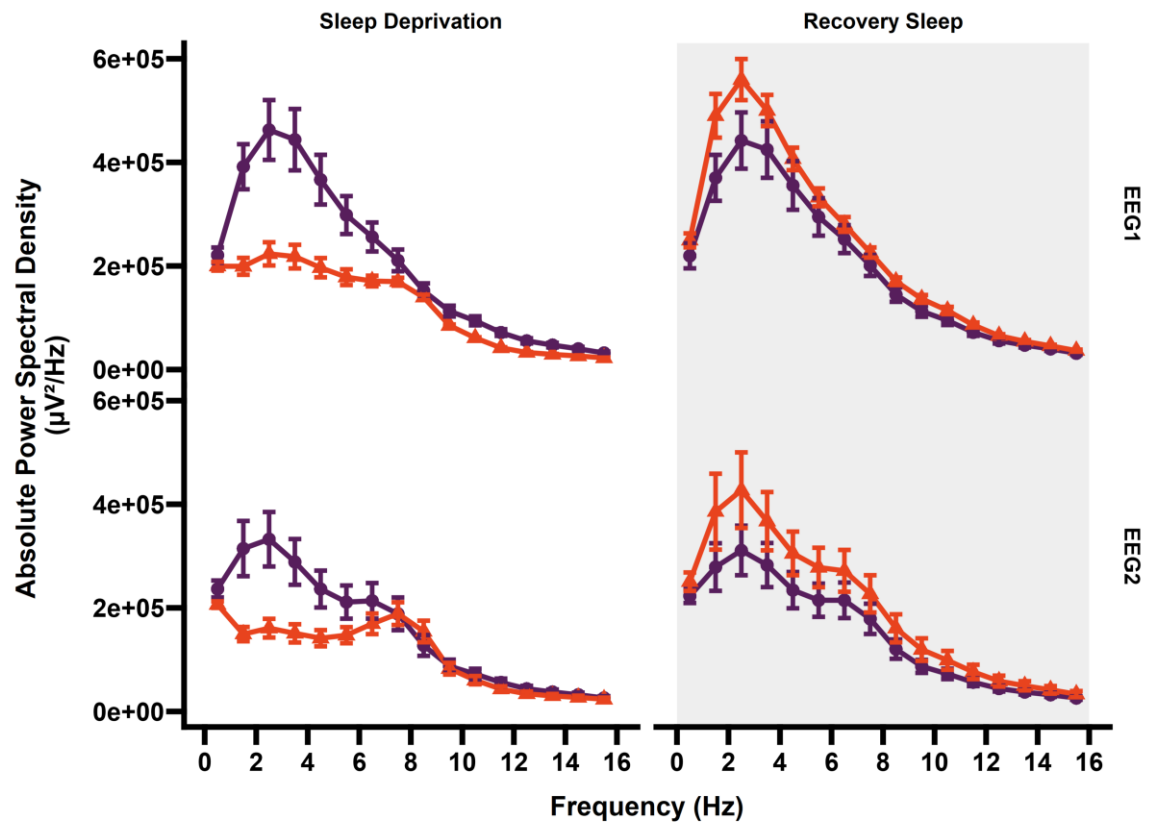 Sleep Deprivation
Recovery Sleep
Absolute Power Spectral Density
(µV²/Hz)
6e+05
4e+05
2e+05
0e+00
EEG1
6e+05
4e+05
2e+05
0e+00
EEG2
0 2 4 6 8 10 12 14 16
0 2 4 6 8 10 12 14 16
Frequency (Hz)